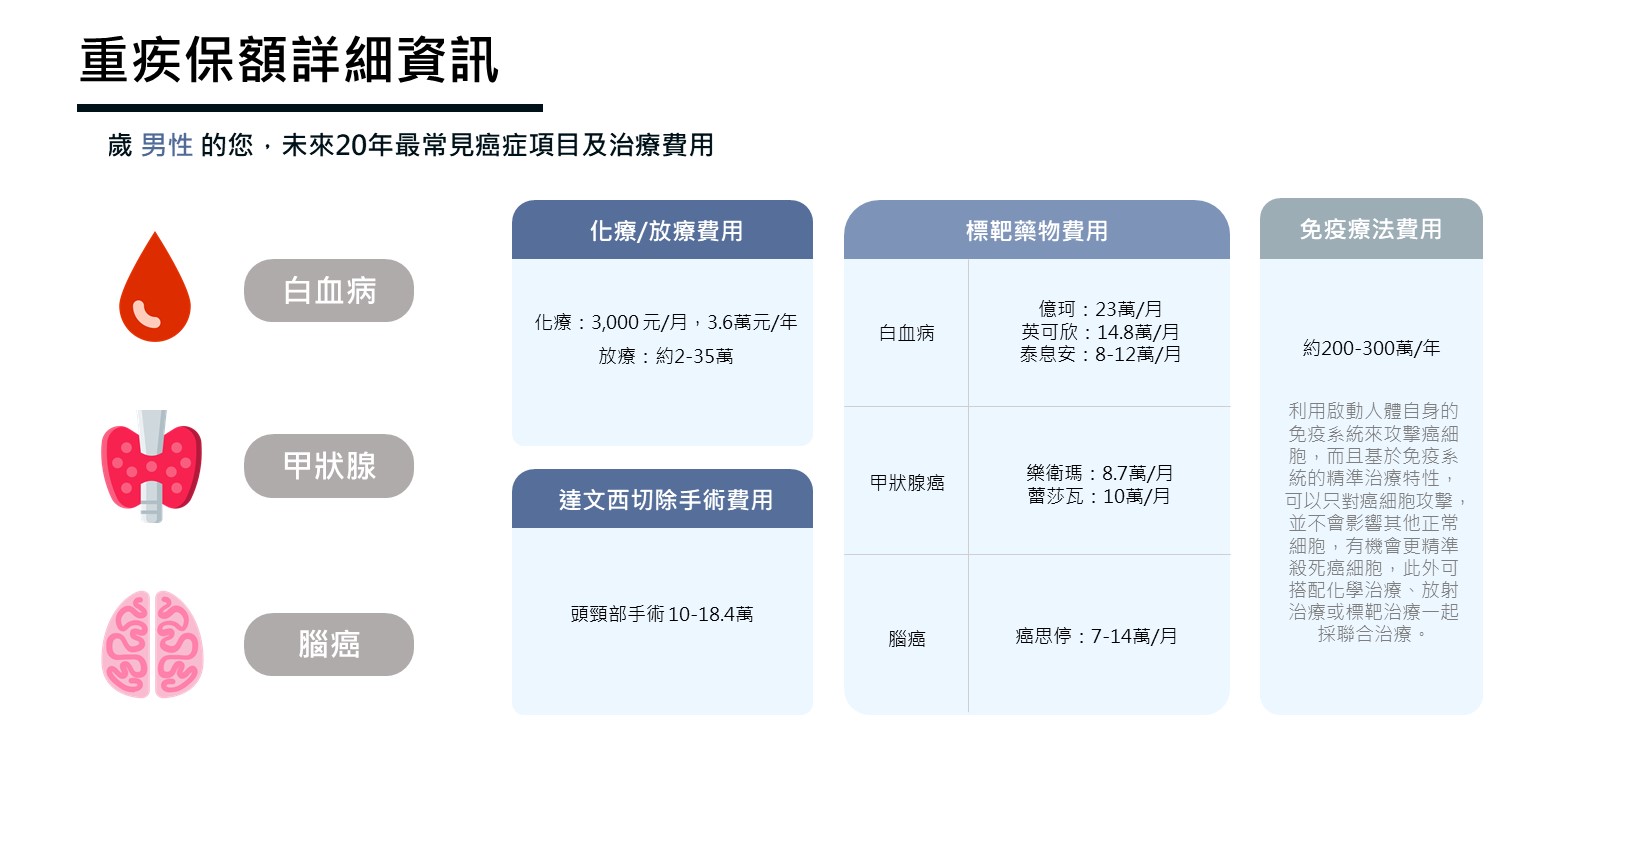 重疾保額詳細資訊
歲 男性 的您，未來20年最常見癌症項目及治療費用
白血病
甲狀腺
腦癌
化療/放療費用
化療：3,000 元/月，3.6萬元/年
放療：約2-35萬
達文西切除手術費用
頭頸部手術 10-18.4萬
標靶藥物費用
白血病
億珂：23萬/月
英可欣：14.8萬/月
泰息安：8-12萬/月
甲狀腺癌
樂衛瑪：8.7萬/月
蕾莎瓦：10萬/月
腦癌
癌思停：7-14萬/月
免疫療法費用
約200-300萬/年
利用啟動人體自身的
免疫系統來攻擊癌細
胞，而且基於免疫系
統的精準治療特性，
可以只對癌細胞攻擊，
並不會影響其他正常
細胞，有機會更精準
殺死癌細胞，此外可
搭配化學治療、放射
治療或標靶治療一起
採聯合治療。